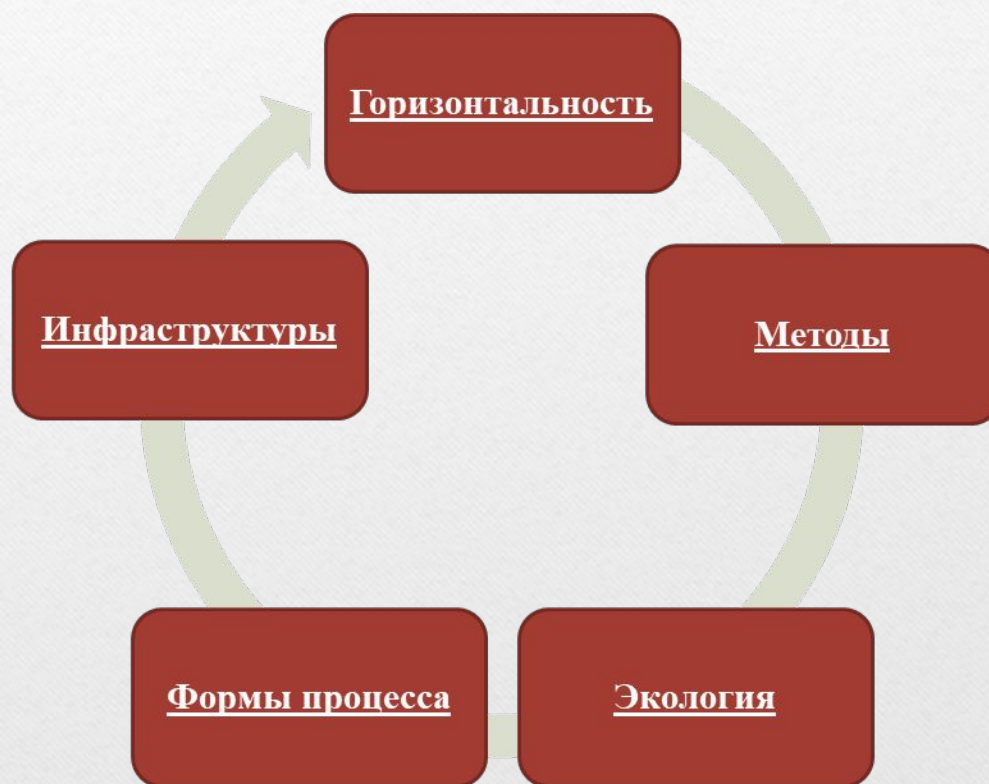 Горизонтальность
Методы
Экология
Формы процесса
Инфраструктуры